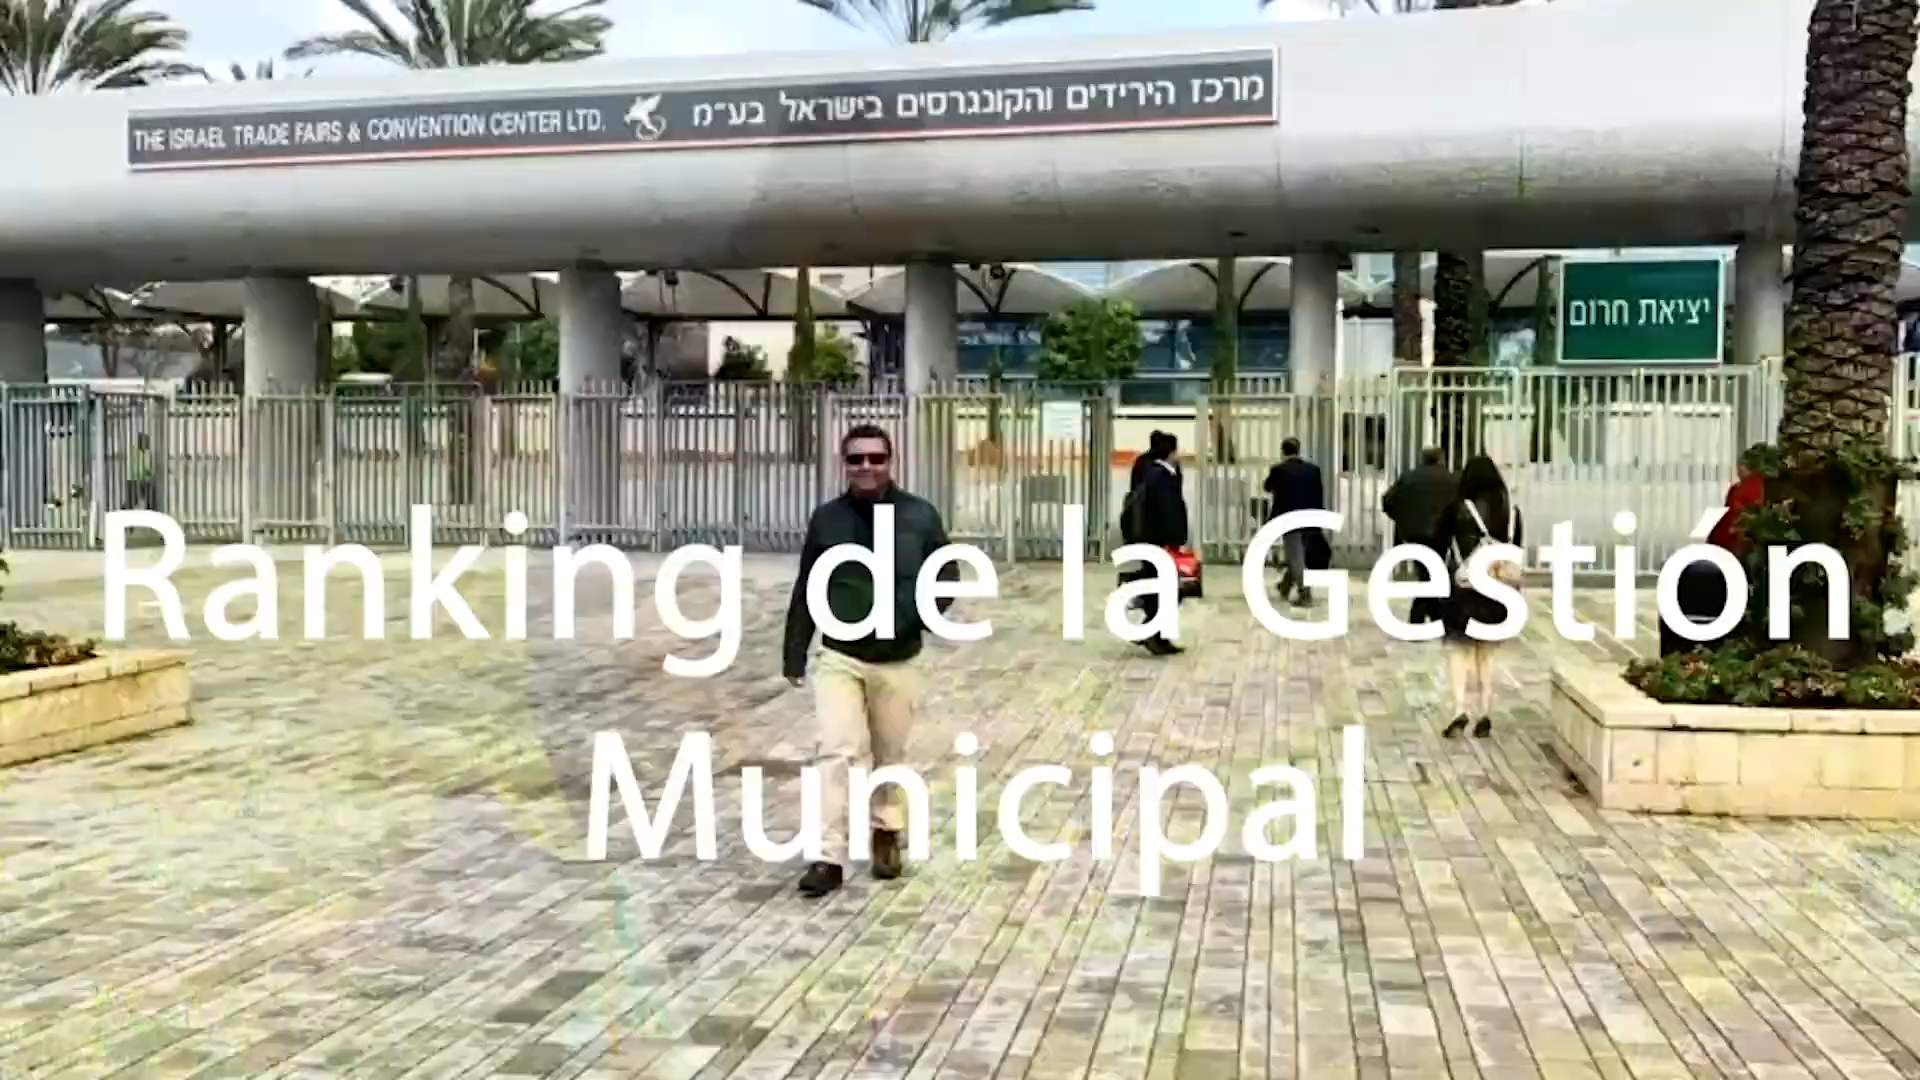 THE ISRAEL TRADE FAIRS & CONVENTION CENTER LTD.
מרכז הירידים והקונגרסים בישראל בע״מ
יציאת חרום
Ranking de la Gestión
Municipal